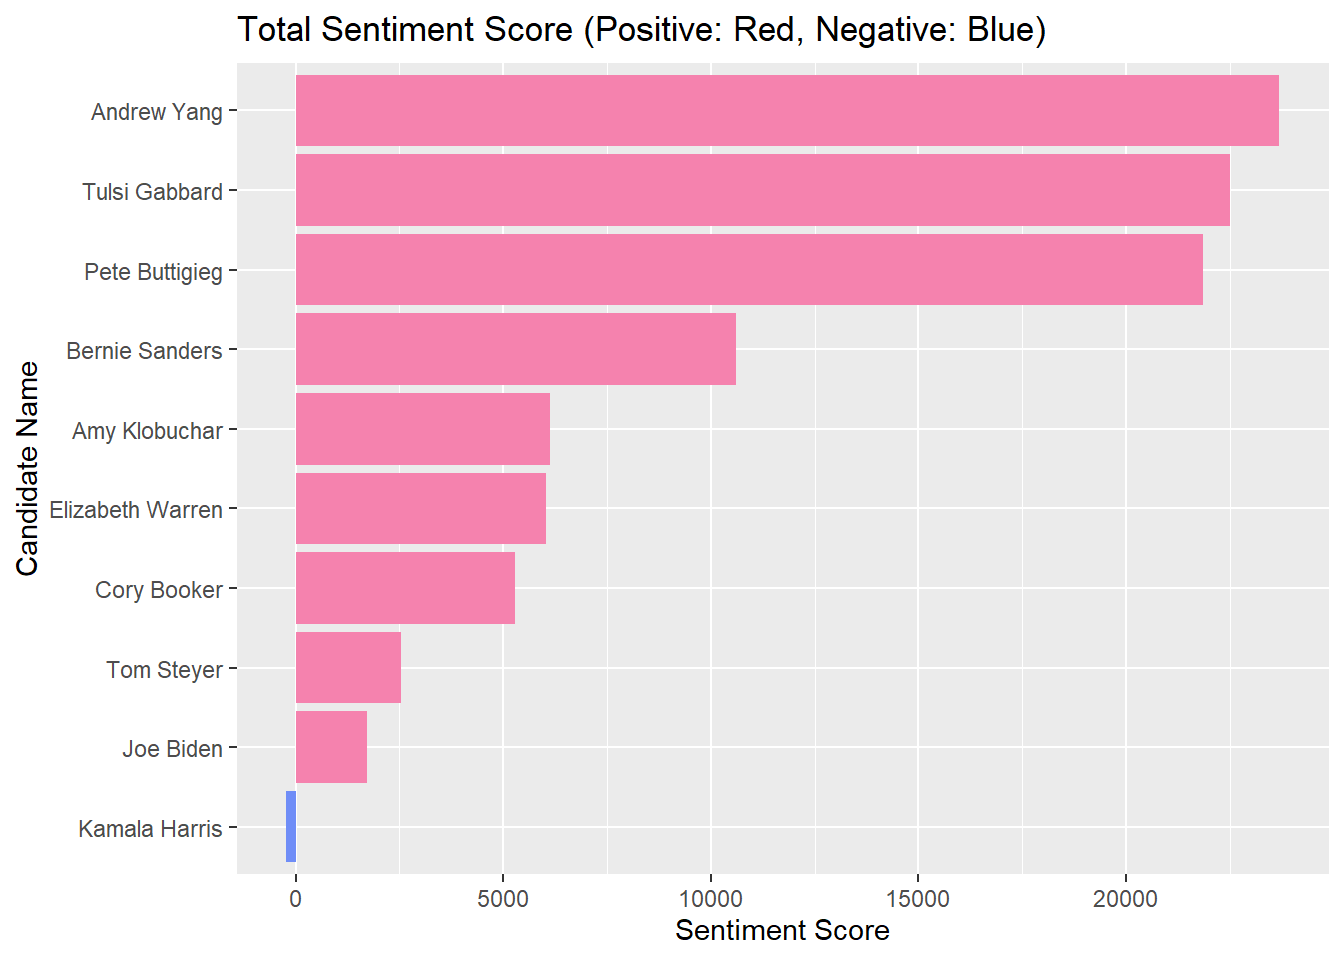 Total Sentiment Score (Positive: Red, Negative: Blue)
Candidate Name
Andrew Yang
Tulsi Gabbard
Pete Buttigieg
Bernie Sanders
Amy Klobuchar
Elizabeth Warren
Cory Booker
Tom Steyer
Joe Biden
Kamala Harris
0 5000 10000 15000 20000
Sentiment Score